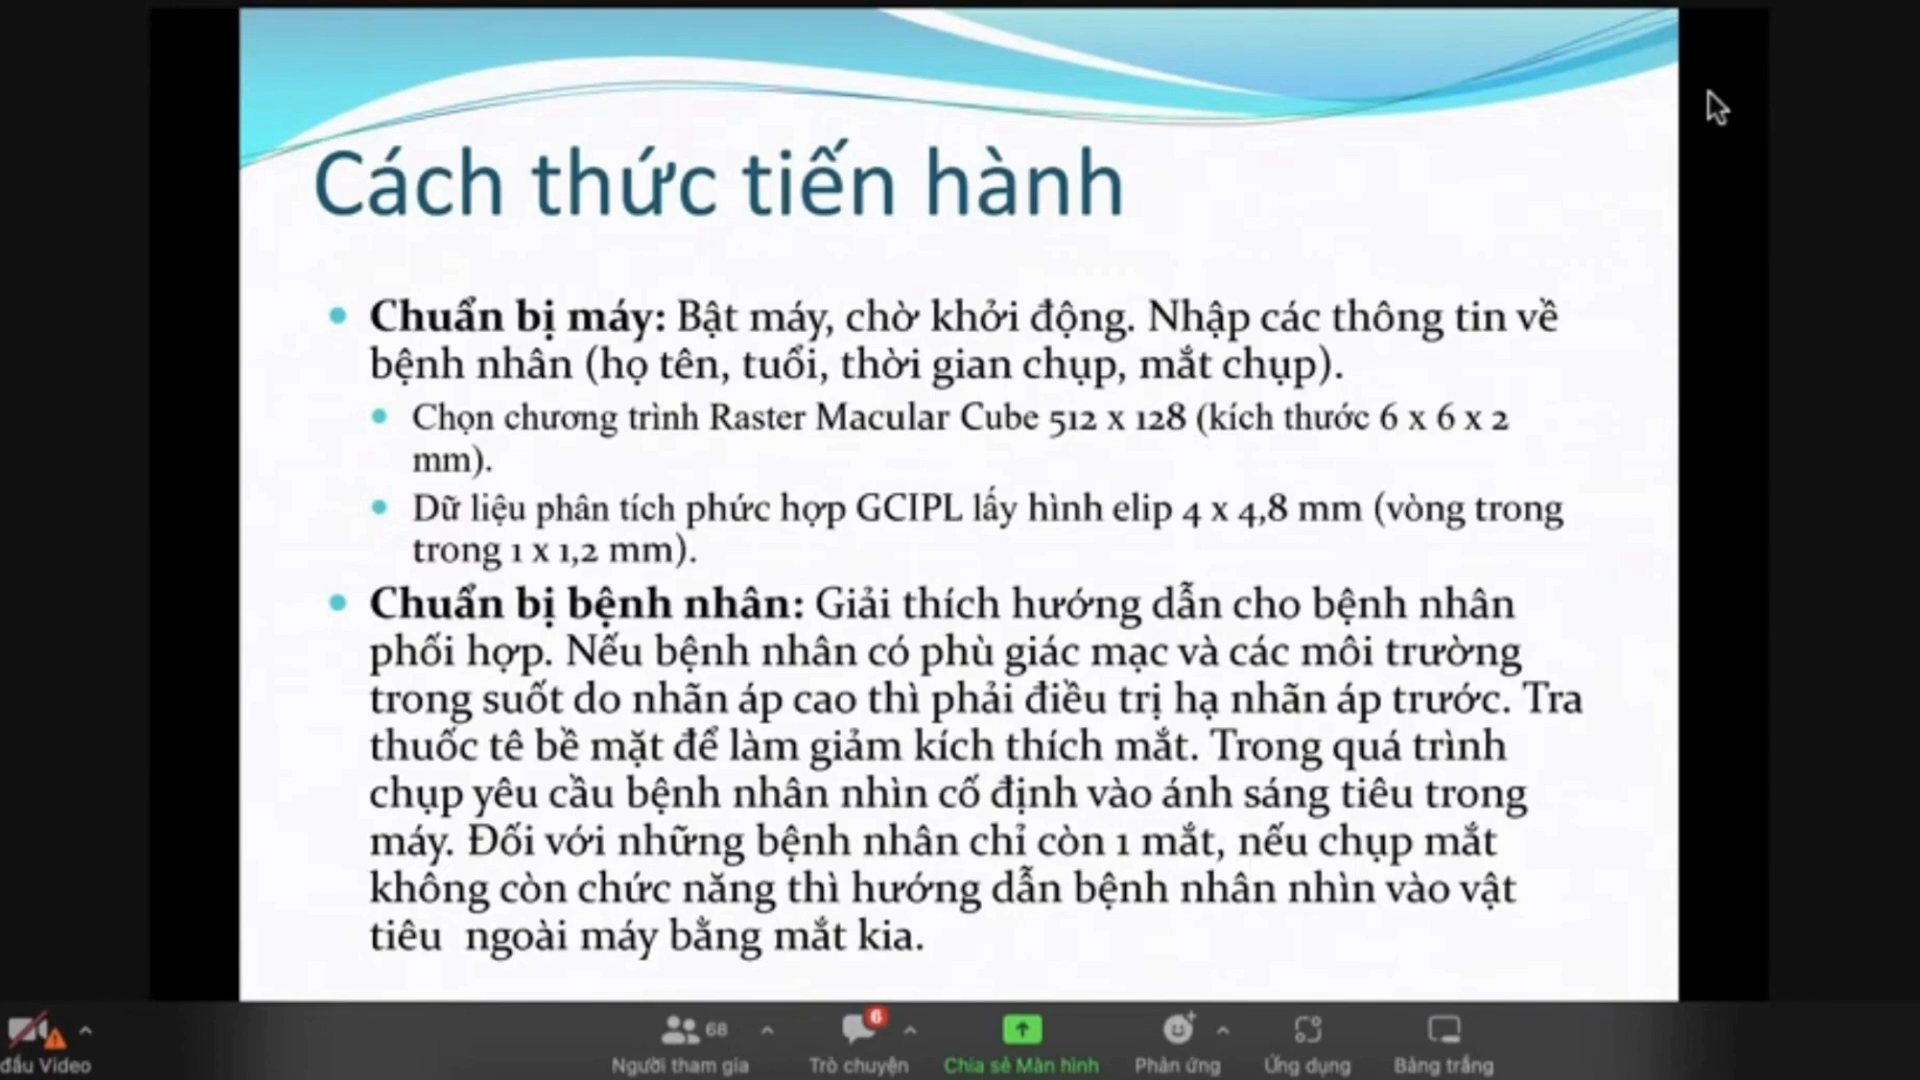 Cách thức tiến hành
Chuẩn bị máy: Bật máy, chờ khởi động. Nhập các thông tin về
bệnh nhân (họ tên, tuổi, thời gian chụp, mắt chụp).
Chọn chương trình Raster Macular Cube 512 x 128 (kích thước 6 x 6 x 2
mm).
Dữ liệu phân tích phức hợp GCIPL lấy hình elip 4 x 4,8 mm (vòng trong
trong 1 x 1,2 mm).
Chuẩn bị bệnh nhân: Giải thích hướng dẫn cho bệnh nhân
phối hợp. Nếu bệnh nhân có phù giác mạc và các môi trường
trong suốt do nhãn áp cao thì phải điều trị hạ nhãn áp trước. Tra
thuốc tê bề mặt để làm giảm kích thích mắt. Trong quá trình
chụp yêu cầu bệnh nhân nhìn cố định vào ánh sáng tiêu trong
máy. Đối với những bệnh nhân chỉ còn 1 mắt, nếu chụp mắt
không còn chức năng thì hướng dẫn bệnh nhân nhìn vào vật
tiêu ngoài máy bằng mắt kia.
68
6
đầu Video
Người tham gia
Trò chuyện
Chia sẻ Màn hình
Phản ứng
Ứng dụng
Bảng trắng